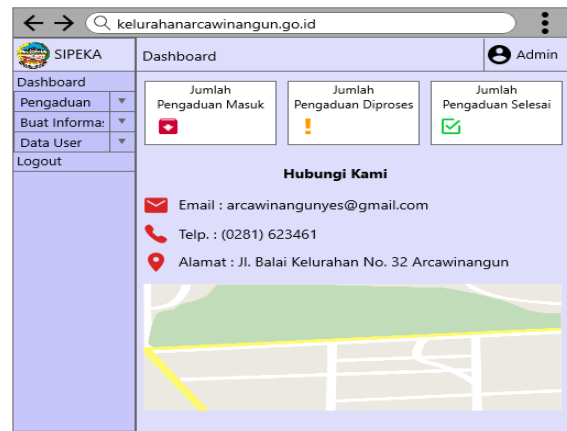 kelurahanarcawinangun.go.id
SIPEKA
Dashboard
Admin
Dashboard
Pengaduan
Buat Informa:
Data User
Logout
Jumlah
Pengaduan Masuk
Jumlah
Pengaduan Diproses
Jumlah
Pengaduan Selesai
Hubungi Kami
Email : arcawinangunyes@gmail.com
Telp. : (0281) 623461
Alamat : Jl. Balai Kelurahan No. 32 Arcawinangun